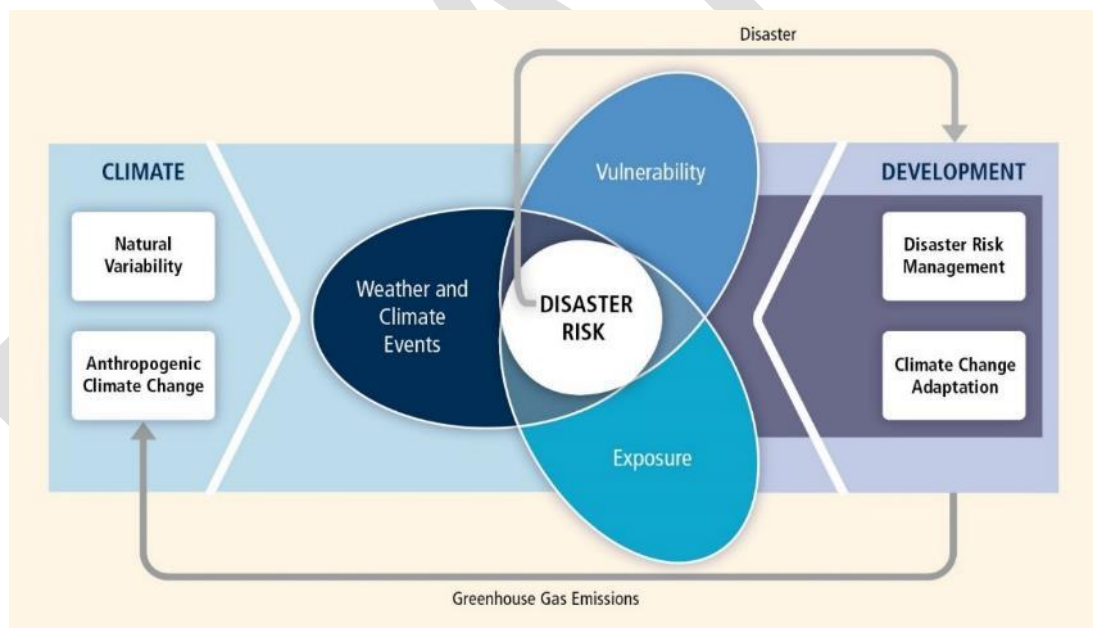 Disaster
CLIMATE
Natural
Variability
Anthropogenic
Climate Change
Vulnerability
Weather and
Climate
Events
DISASTER
RISK
Exposure
DEVELOPMENT
Disaster Risk
Management
Climate Change
Adaptation
Greenhouse Gas Emissions